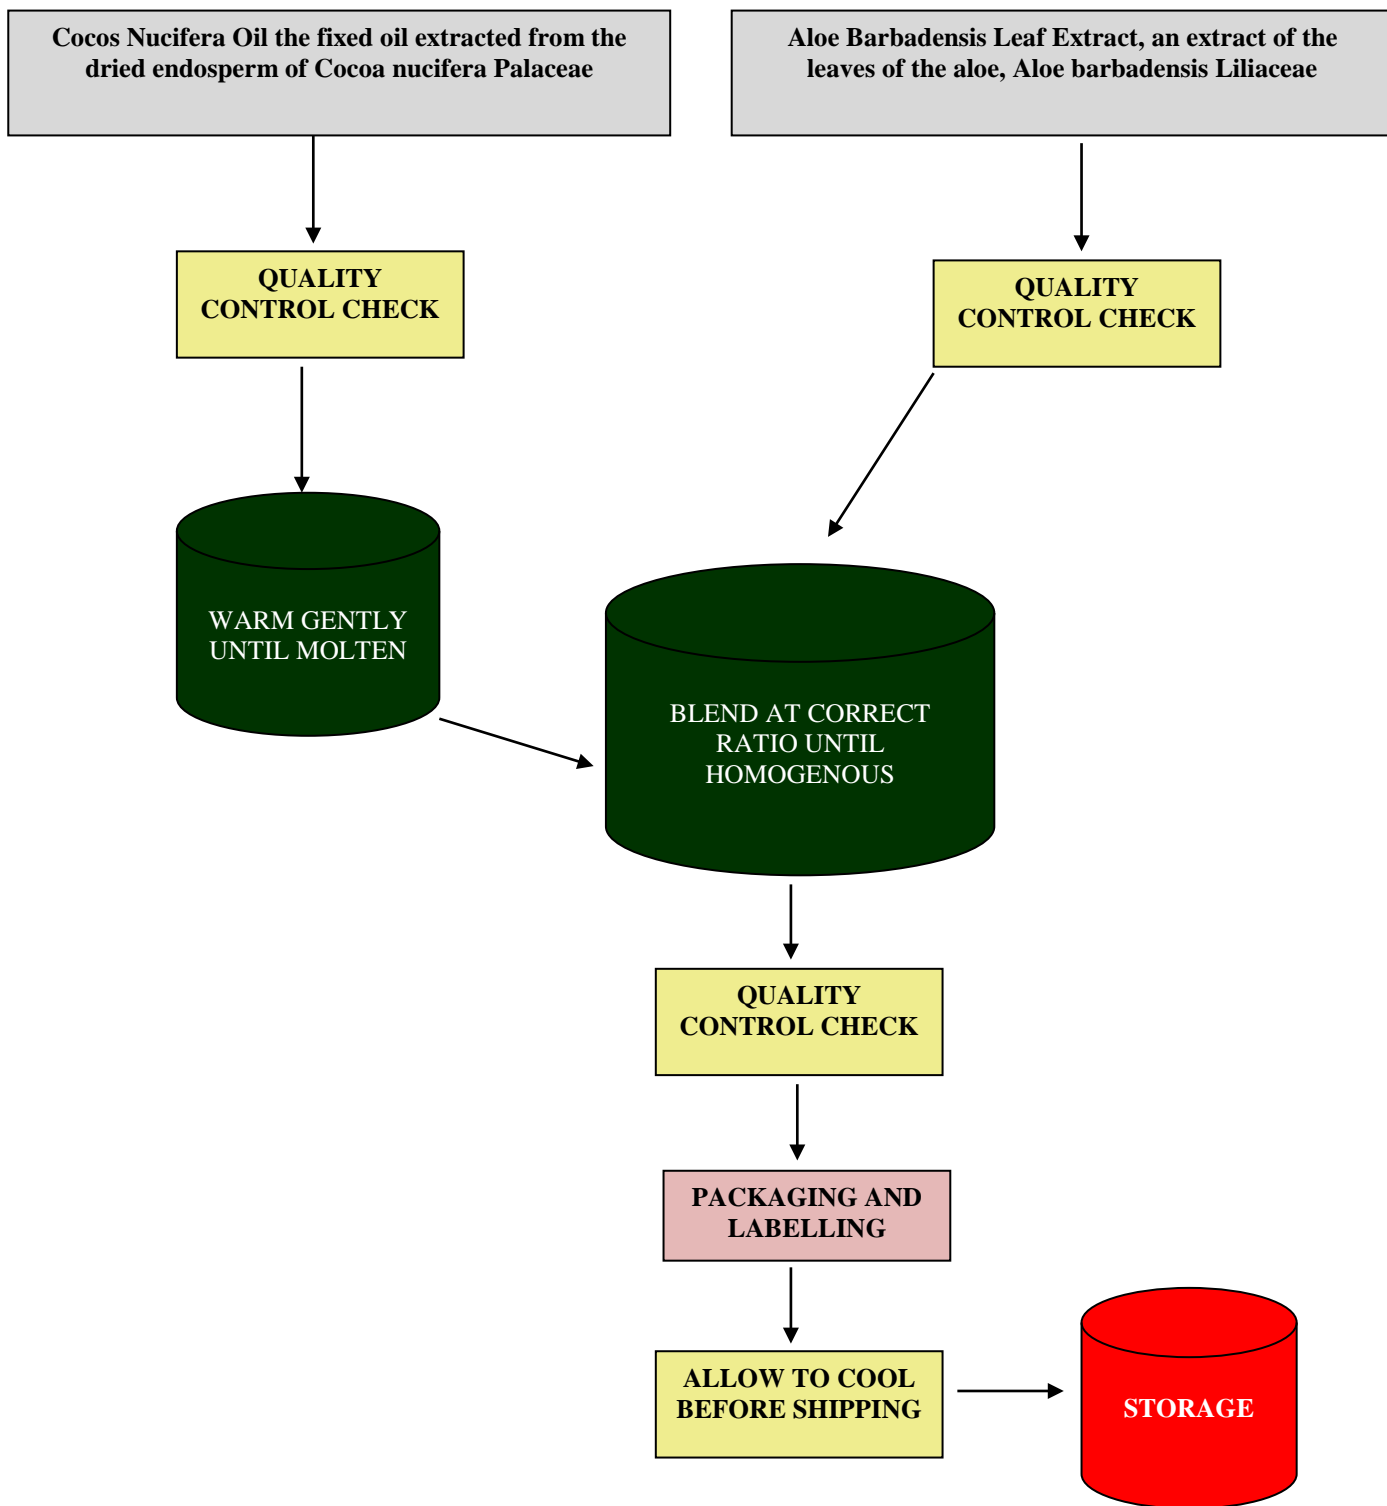 Cocos Nucifera Oil the fixed oil extracted from the
dried endosperm of Cocoa nucifera Palaceae
Aloe Barbadensis Leaf Extract, an extract of the
leaves of the aloe, Aloe barbadensis Liliaceae
QUALITY
CONTROL CHECK
QUALITY
CONTROL CHECK
WARM GENTLY
UNTIL MOLTEN
BLEND AT CORRECT
RATIO UNTIL
HOMOGENOUS
QUALITY
CONTROL CHECK
PACKAGING AND
LABELLING
ALLOW TO COOL
BEFORE SHIPPING
STORAGE